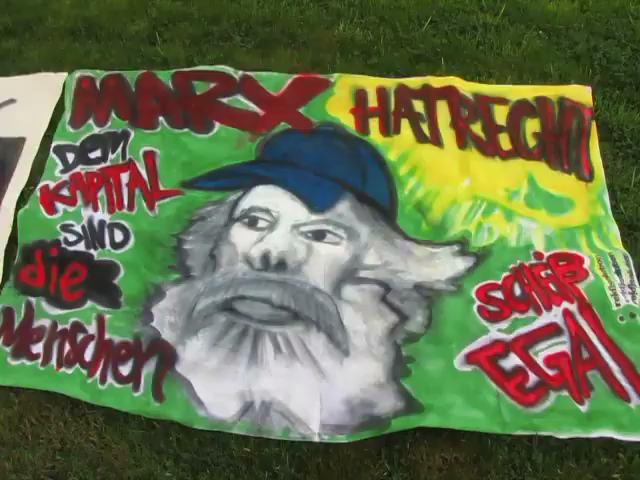 MARX HAT RECHT
DEM
KAPITAL
SIND
die
Menschen
SCHEIß
EGAL